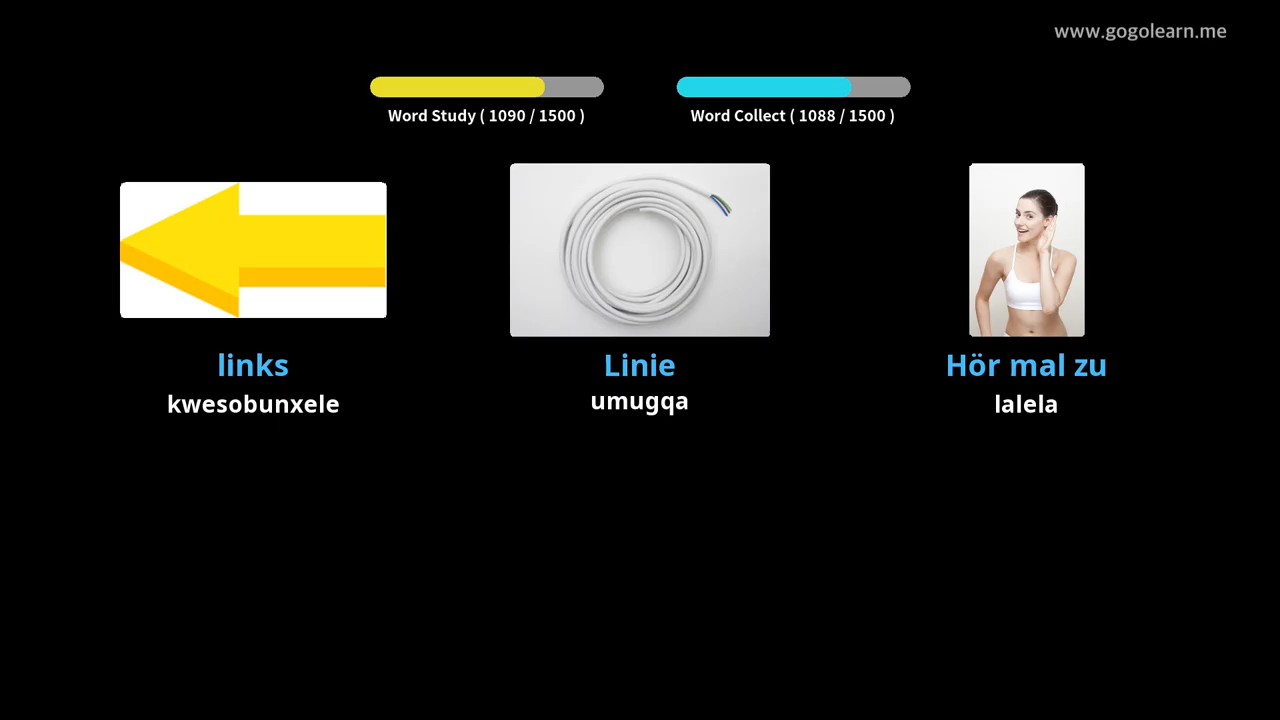 www.gogolearn.me
Word Study ( 1090 / 1500 )
Word Collect ( 1088 / 1500 )
links
Linie
Hör mal zu
kwesobunxele
umugqa
lalela